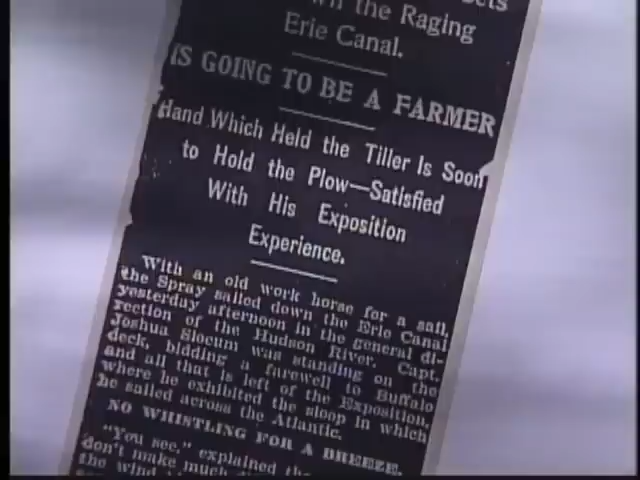 the Raging
Erie Canal.
IS GOING TO BE A FARMER
Hand Which Held the Tiller Is Soon
to Hold the Plow—Satisfied
With His Exposition
Experience.
With an old work horse for a sail,
the Spray sailed down the Erie Canal
yesterday afternoon in the general di-
rection of the Hudson River. Capt.
Joshua Slocum was standing on the
deck, bidding a farewell to Buffalo
and all that is left of the Exposition,
where he exhibited the sloop in which
he sailed across the Atlantic.
NO WHISTLING FOR A BREEZE.
"You see," explained the
don't make much
the wind